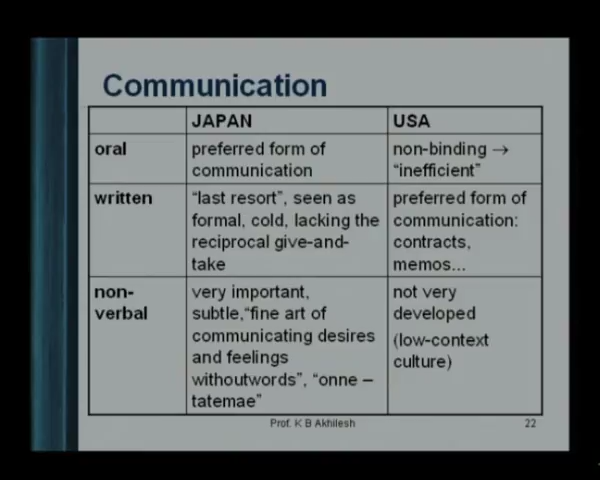 Communication
JAPAN
USA
oral
preferred form of
communication
non-binding →
“inefficient”
written
“last resort”, seen as
formal, cold, lacking the
reciprocal give-and-
take
preferred form of
communication:
contracts,
memos...
non-
verbal
very important,
subtle,“fine art of
communicating desires
and feelings
withoutwords”, “onne –
tatemae”
not very
developed
(low-context
culture)
Prof. K B Akhilesh
22